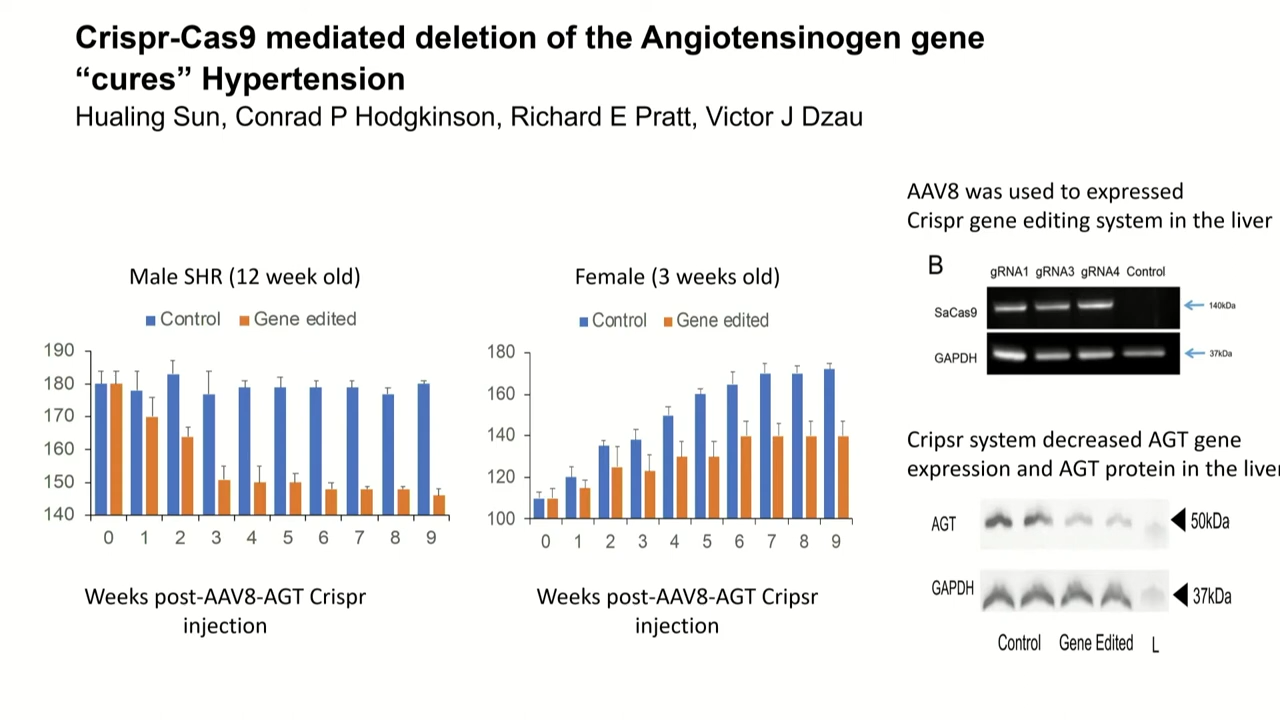 Crispr-Cas9 mediated deletion of the Angiotensinogen gene
“cures” Hypertension
Hualing Sun, Conrad P Hodgkinson, Richard E Pratt, Victor J Dzau
Male SHR (12 week old)
Control Gene edited
190
180
170
160
150
140
0 1 2 3 4 5 6 7 8 9
Weeks post-AAV8-AGT Crispr
injection
Female (3 weeks old)
Control Gene edited
180
160
140
120
100
0 1 2 3 4 5 6 7 8 9
Weeks post-AAV8-AGT Cripsr
injection
AAV8 was used to expressed
Crispr gene editing system in the liver
B
gRNA1 gRNA3 gRNA4 Control
SaCas9 140kDa
GAPDH 37kDa
Cripsr system decreased AGT gene
expression and AGT protein in the liver
AGT 50kDa
GAPDH 37kDa
Control Gene Edited L